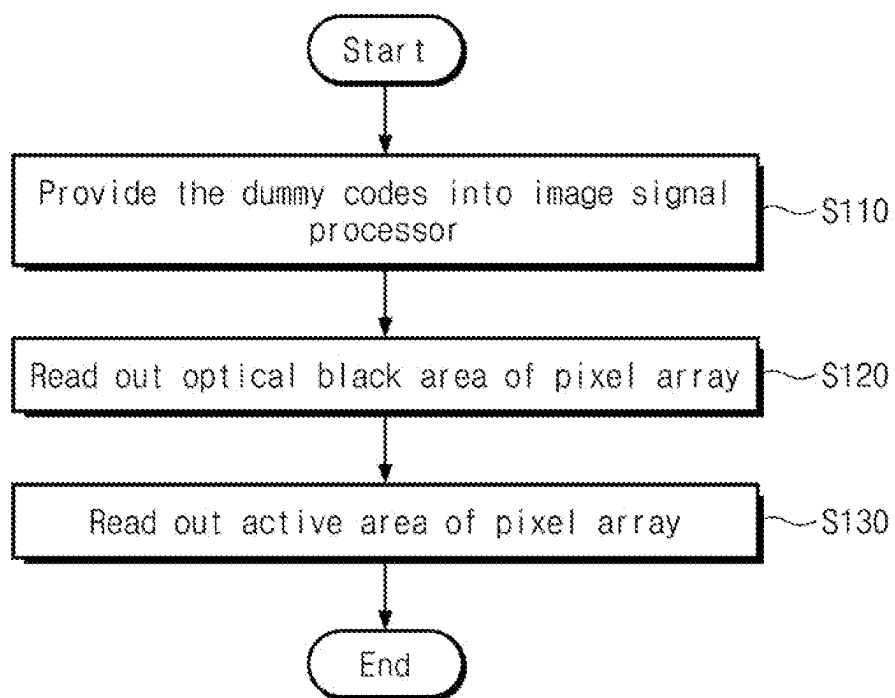 Start
Provide the dummy codes into image signal
processor
S110
Read out optical black area of pixel array
S120
Read out active area of pixel array
S130
End